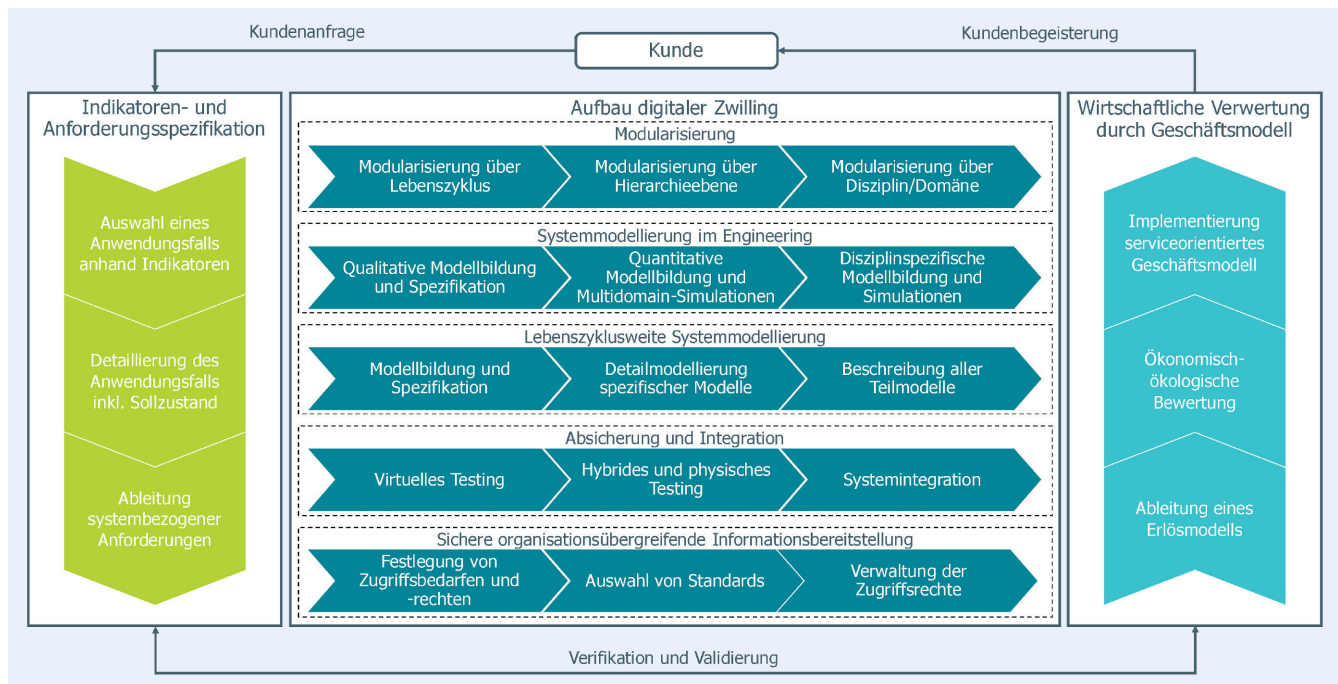 Kundenanfrage
Kunde
Kundenbegeisterung
Indikatoren- und
Anforderungsspezifikation
Auswahl eines
Anwendungsfalls
anhand Indikatoren
Detaillierung des
Anwendungsfalls
inkl. Sollzustand
Ableitung
systembezogener
Anforderungen
Aufbau digitaler Zwilling
Modularisierung
Modularisierung über
Lebenszyklus
Modularisierung über
Hierarchieebene
Modularisierung über
Disziplin/Domäne
Systemmodellierung im Engineering
Qualitative Modellbildung
und Spezifikation
Quantitative
Modellbildung und
Multidomain-Simulationen
Disziplinspezifische
Modellbildung und
Simulationen
Lebenszyklusweite Systemmodellierung
Modellbildung und
Spezifikation
Detailmodellierung
spezifischer Modelle
Beschreibung aller
Teilmodelle
Absicherung und Integration
Virtuelles Testing
Hybrides und physisches
Testing
Systemintegration
Sichere organisationsübergreifende Informationsbereitstellung
Festlegung von
Zugriffsbedarfen und
-rechten
Auswahl von Standards
Verwaltung der
Zugriffsrechte
Wirtschaftliche Verwertung
durch Geschäftsmodell
Implementierung
serviceorientiertes
Geschäftsmodell
Ökonomisch-
ökologische
Bewertung
Ableitung eines
Erlösmodells
Verifikation und Validierung